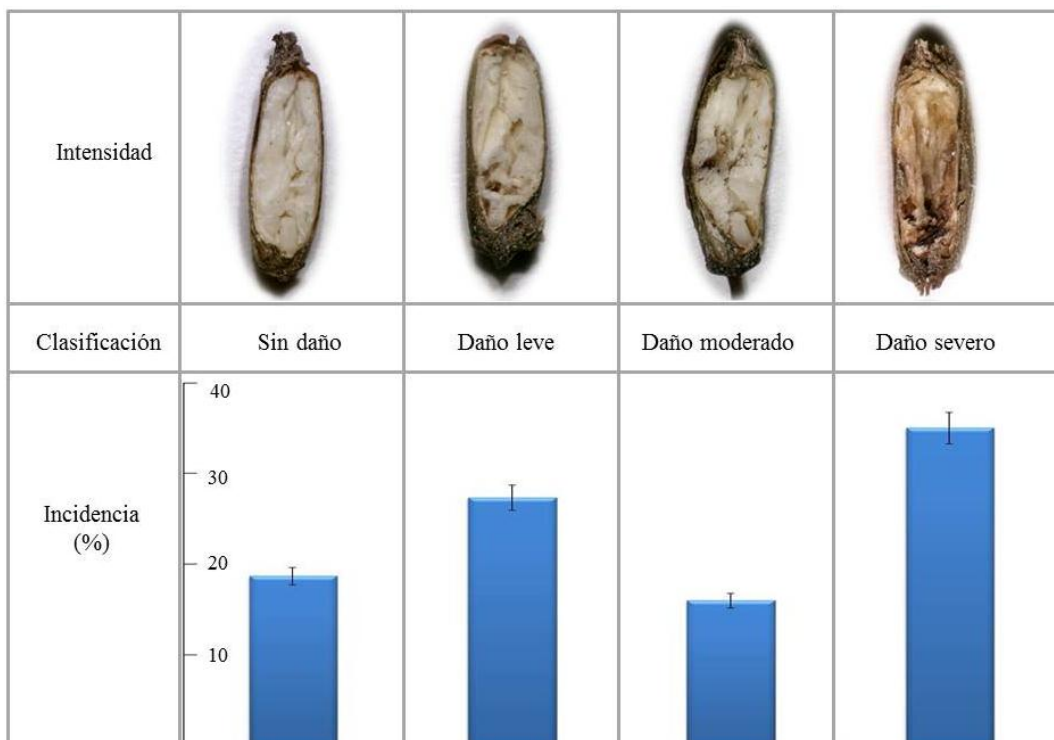 Intensidad
Clasificación
Sin daño
Daño leve
Daño moderado
Daño severo
Incidencia
(%)
40
30
20
10